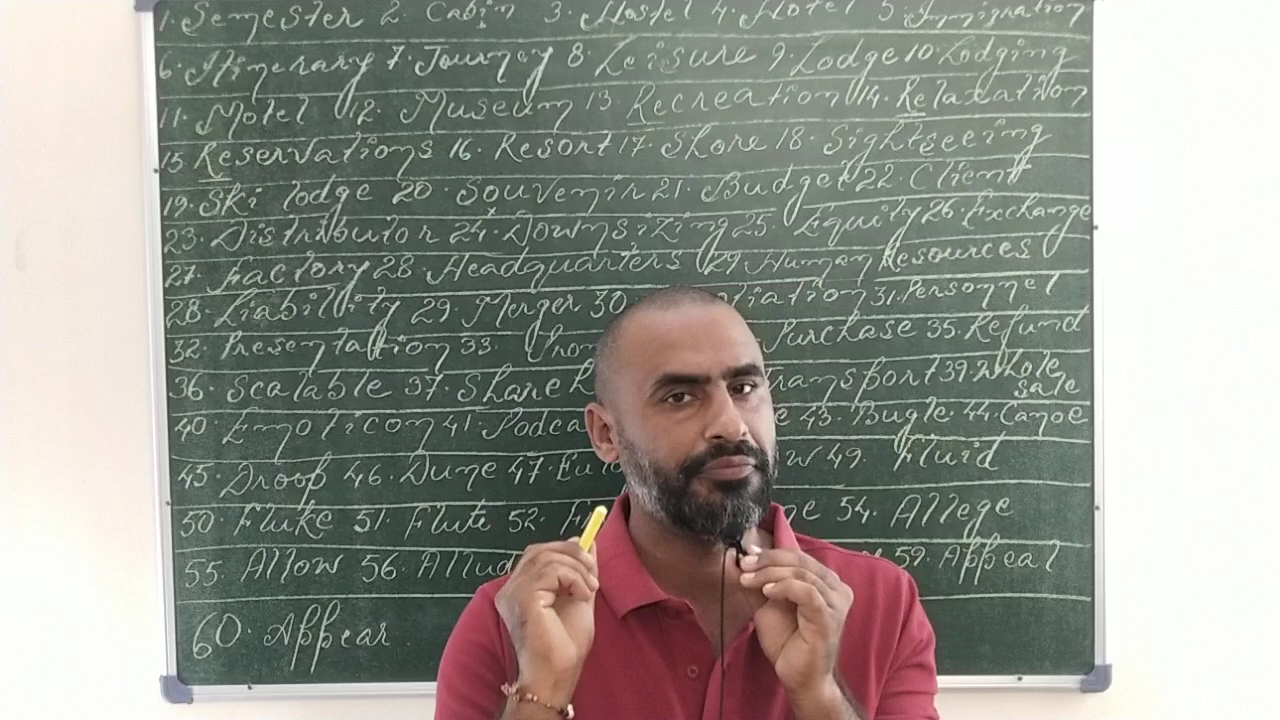 1. Semester 2. Cabin 3. Hostel 4. Hotel 5. Immigration
6. Itinerary 7. Journey 8. Leisure 9. Lodge 10. Lodging
11. Motel 12. Museum 13. Recreation 14. Relaxation
15 Reservations 16. Resort 17. Shore 18. Sightseeing
19. Ski lodge 20. Souvenir 21. Budget 22. Client
23. Distributor 24. Downsizing 25. Equity 26. Exchange
27. Factory 28. Headquarters 29. Human Resources
28. Liability 29. Merger 30 31. Personnel
32. Presentation 33. Purchase 35. Refund
36. Scalable 37. Share 39. Whole
sale
40. Emoticon 41. 43. Bugle 44. Canoe
45. Droop 46. Dune 47. 49. Fluid
50. Fluke 51. Flute 52. 54. Allege
55. Allow 56. 59. Appeal
60. Appear